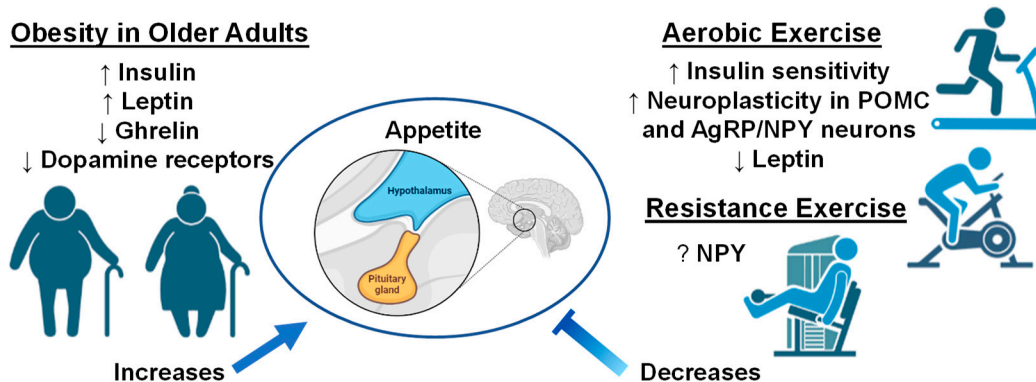 Obesity in Older Adults
↑ Insulin
↑ Leptin
↓ Ghrelin
↓ Dopamine receptors
Increases
Appetite
Hypothalamus
Pituitary
gland
Aerobic Exercise
↑ Insulin sensitivity
↑ Neuroplasticity in POMC
and AgRP/NPY neurons
↓ Leptin
Resistance Exercise
? NPY
Decreases